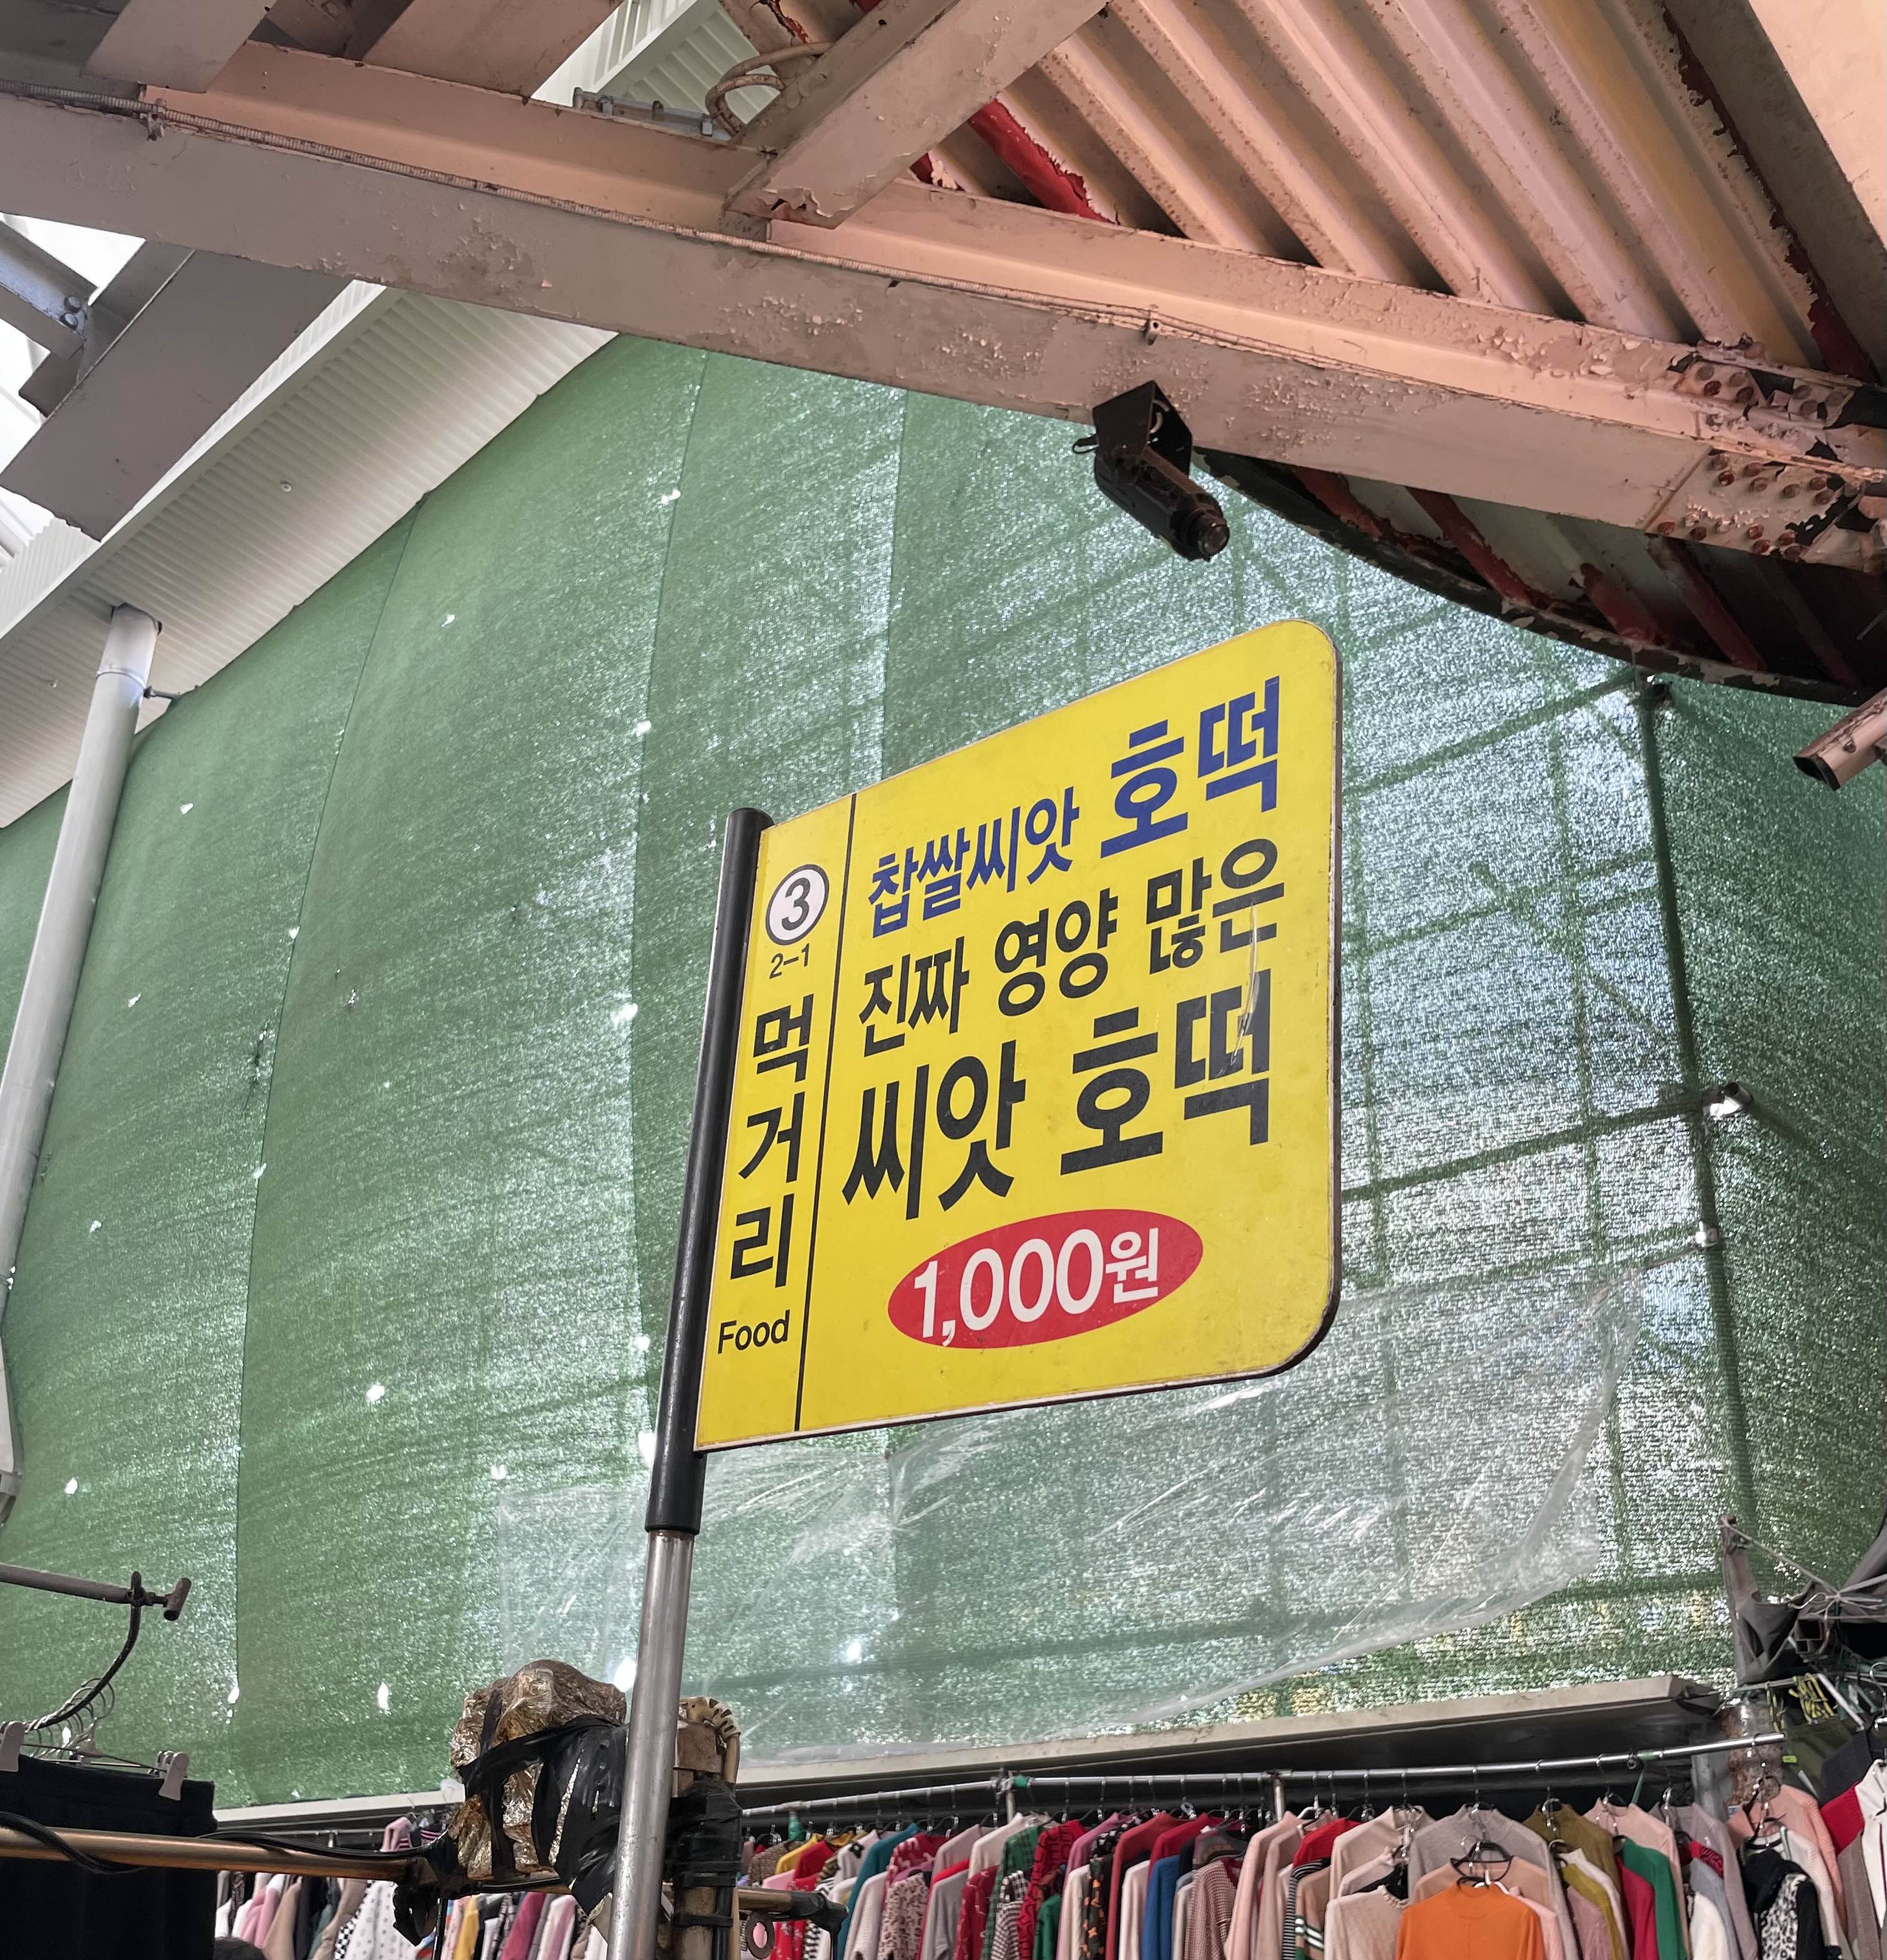 3
2-1
먹거리
Food
찹쌀씨앗 호떡
진짜 영양 많은
씨앗 호떡
1,000원